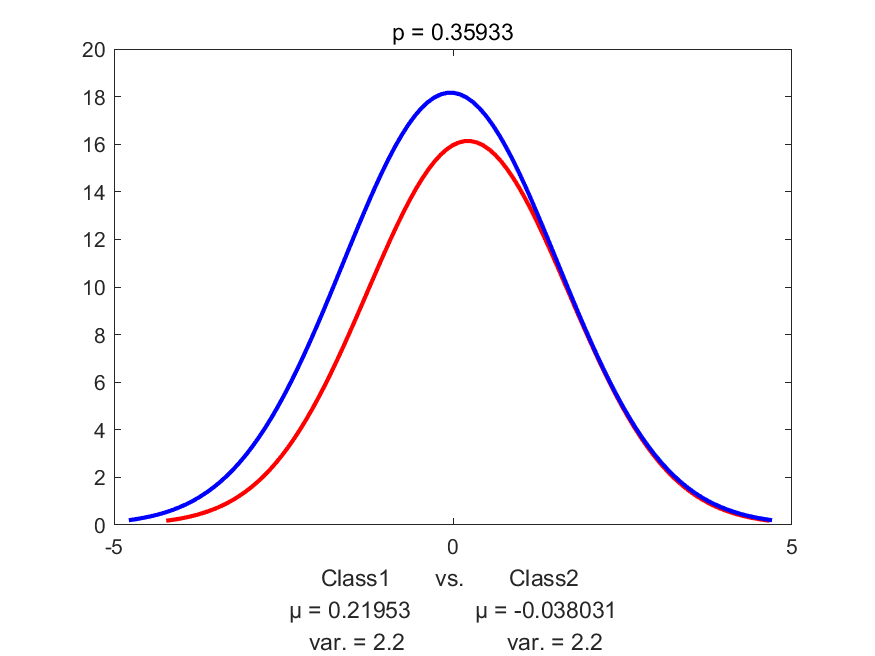 p = 0.35933
20
18
16
14
12
10
8
6
4
2
0
-5 0 5
Class1 vs. Class2
μ = 0.21953 μ = -0.038031
var. = 2.2 var. = 2.2